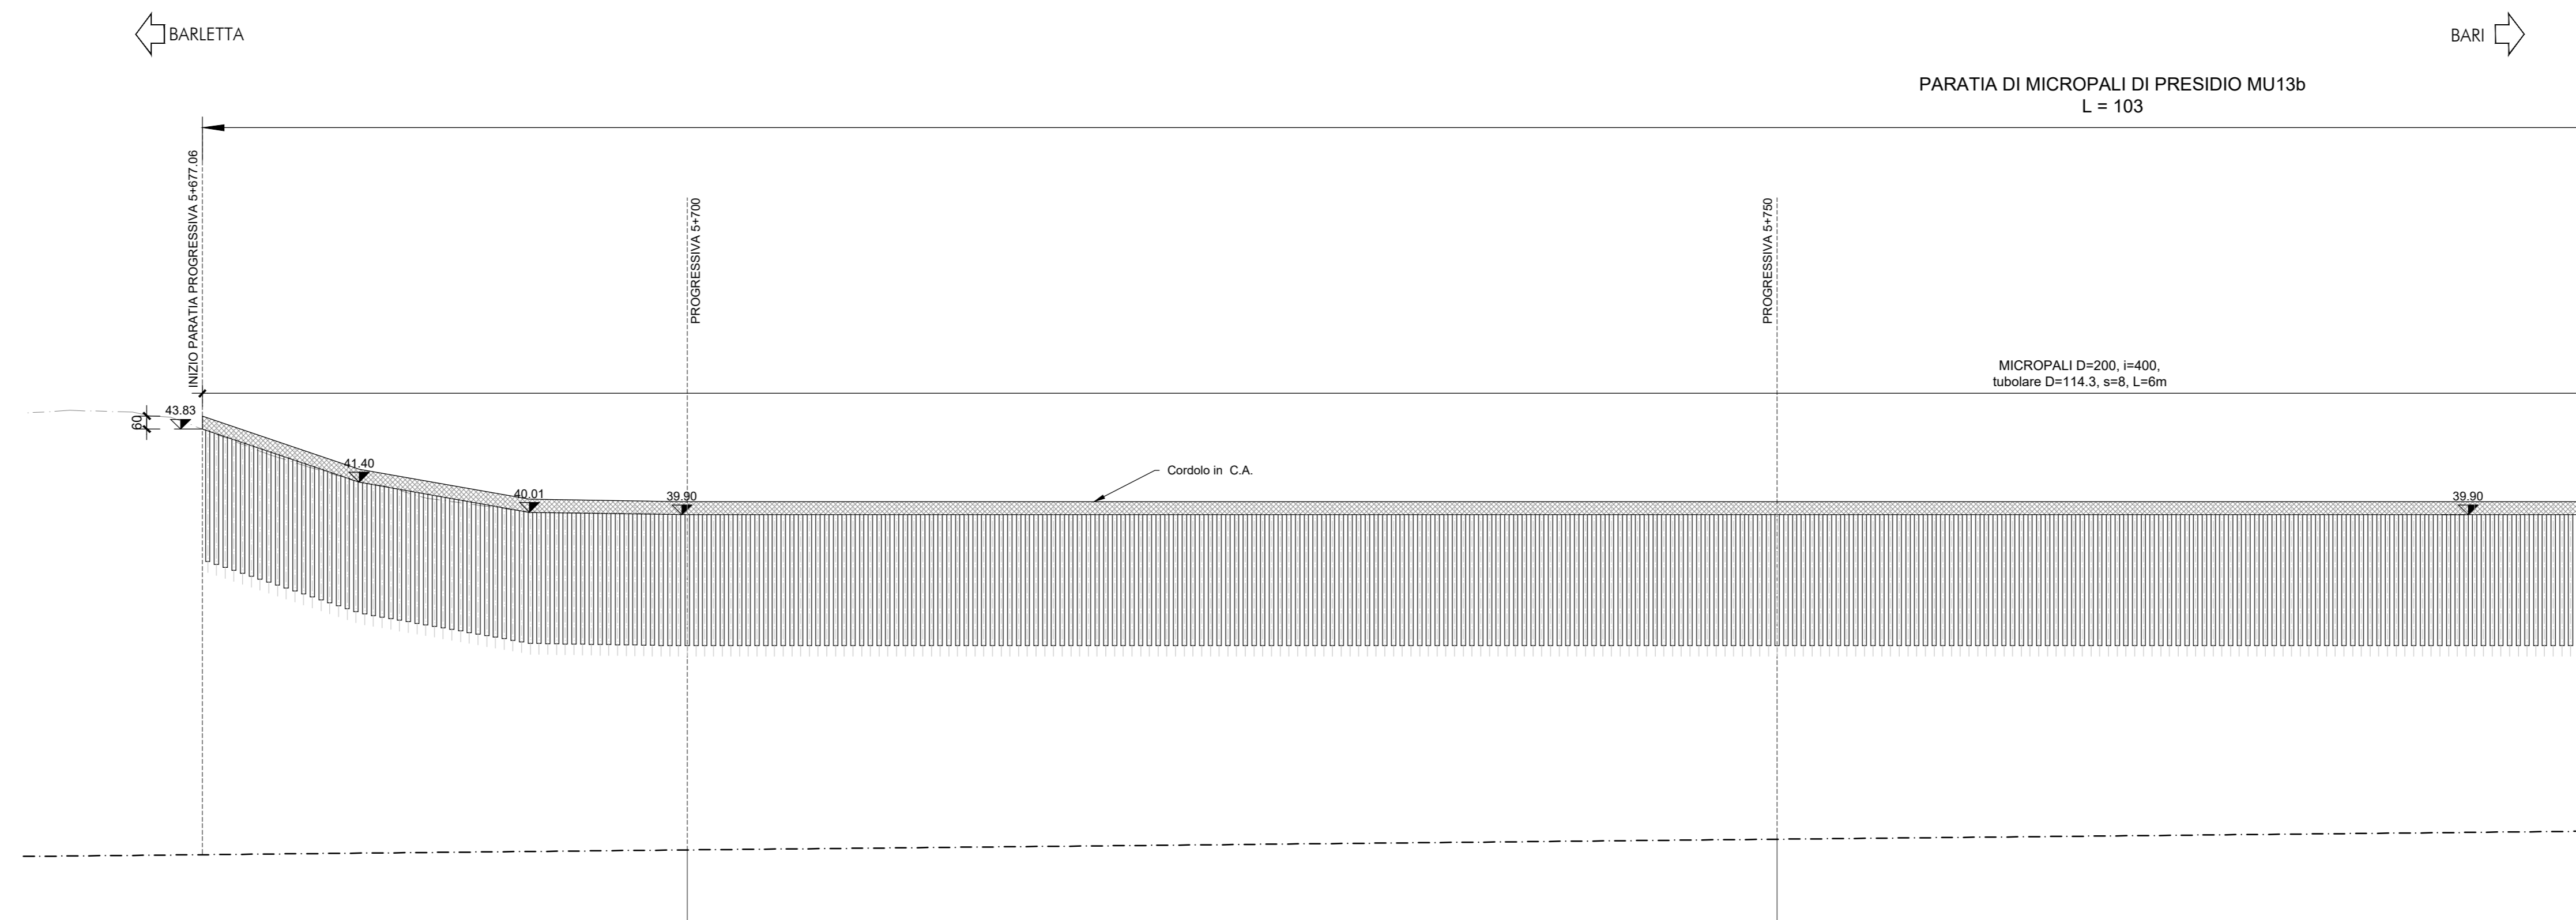 BARLETTA
BARI
PARATIA DI MICROPALI DI PRESIDIO MU13b
L = 103
INIZIO PARATIA PROGRESSIVA 5+677.06
PROGRESSIVA 5+700
PROGRESSIVA 5+750
MICROPALI D=200, i=400,
tubolare D=114.3, s=8, L=6m
60
43.83
41.40
40.01
39.90
Cordolo in C.A.
39.90